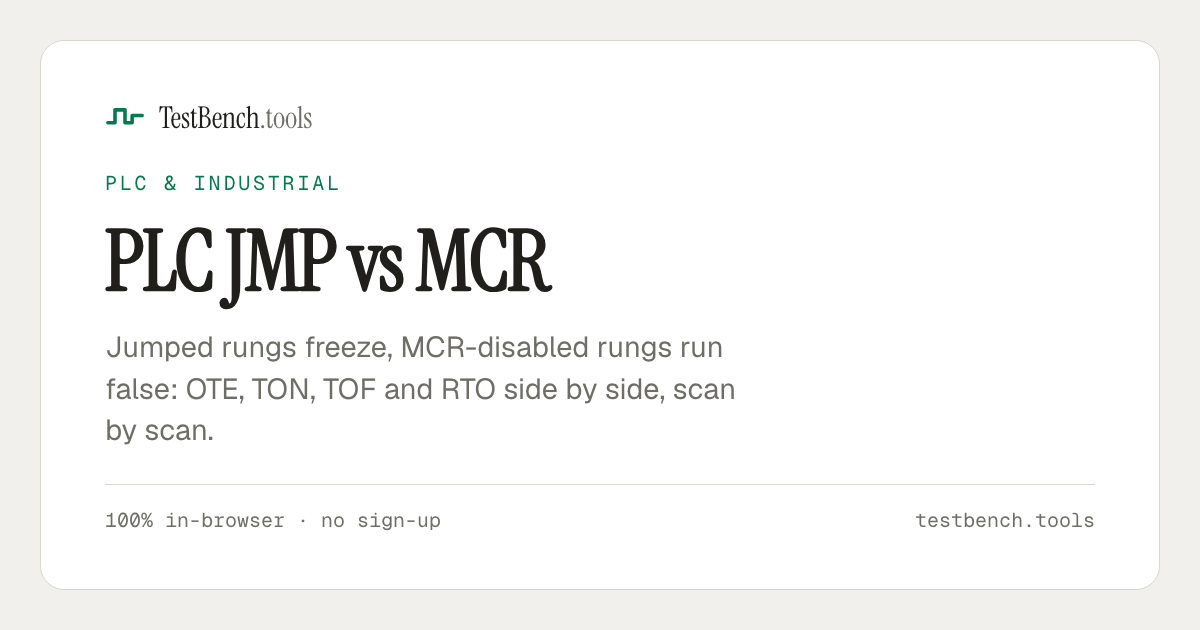 TestBench.tools
PLC & INDUSTRIAL
PLC JMP vs MCR
Jumped rungs freeze, MCR-disabled rungs run
false: OTE, TON, TOF and RTO side by side, scan
by scan.
100% in-browser · no sign-up
testbench.tools